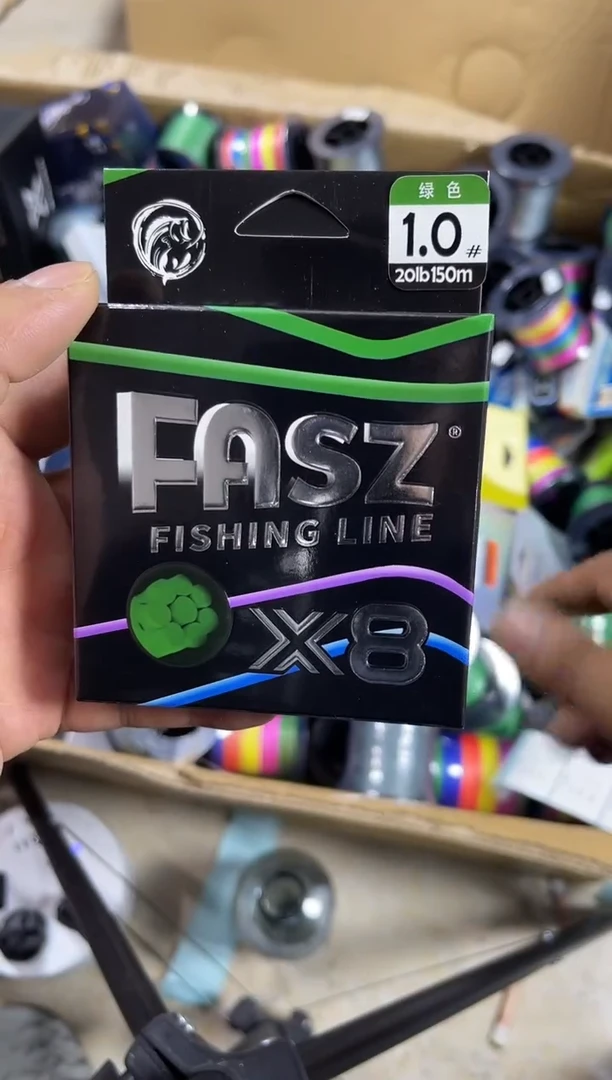 绿色
1.0#
20lb150m
FASZ®
FISHING LINE
X8